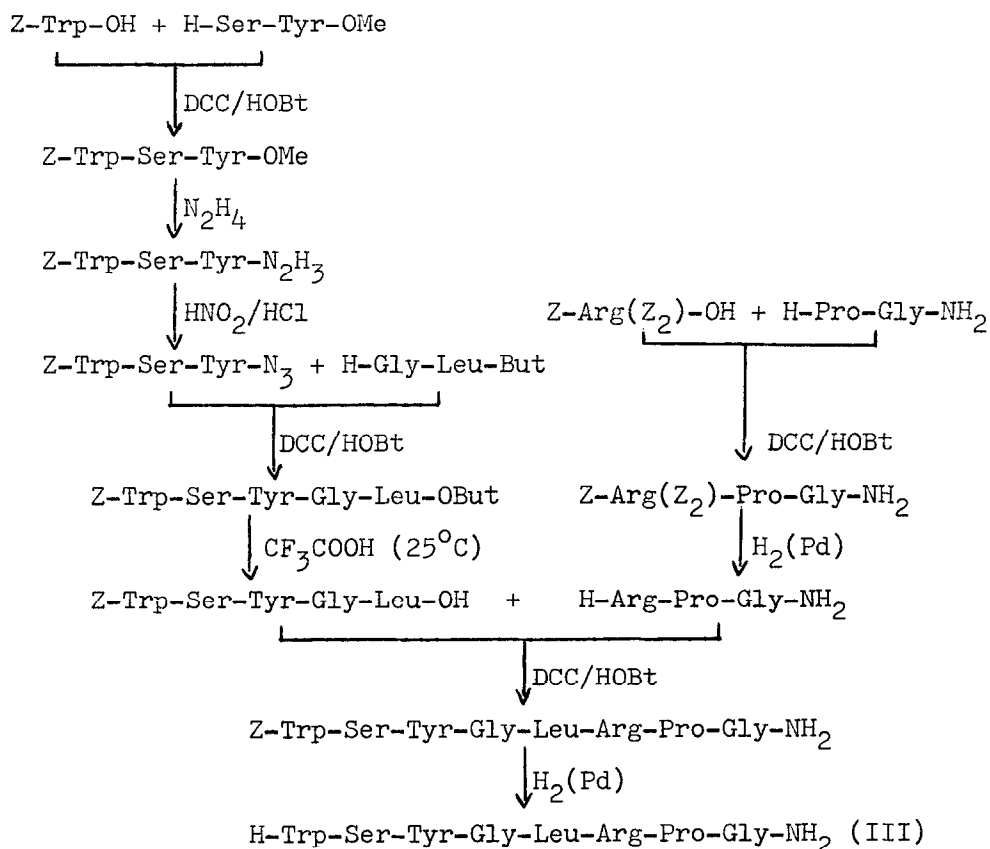 Z-Trp-OH + H-Ser-Tyr-OMe
DCC/HOBt
Z-Trp-Ser-Tyr-OMe
N₂H₄
Z-Trp-Ser-Tyr-N₂H₃
HNO₂/HCl
Z-Arg(Z₂)-OH + H-Pro-Gly-NH₂
Z-Trp-Ser-Tyr-N₃ + H-Gly-Leu-But
DCC/HOBt
DCC/HOBt
Z-Trp-Ser-Tyr-Gly-Leu-OBut
Z-Arg(Z₂)-Pro-Gly-NH₂
CF₃COOH (25°C)
H₂(Pd)
Z-Trp-Ser-Tyr-Gly-Leu-OH + H-Arg-Pro-Gly-NH₂
DCC/HOBt
Z-Trp-Ser-Tyr-Gly-Leu-Arg-Pro-Gly-NH₂
H₂(Pd)
H-Trp-Ser-Tyr-Gly-Leu-Arg-Pro-Gly-NH₂ (III)